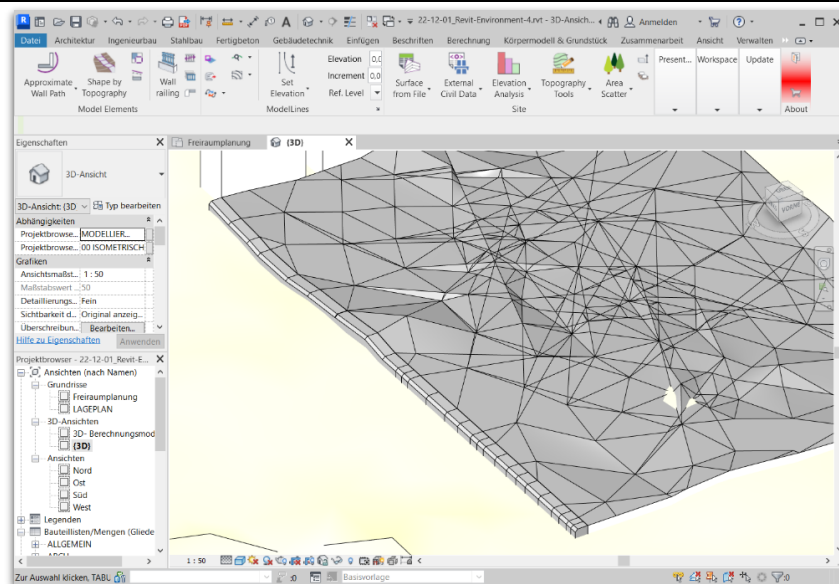 22-12-01_Revit-Environment-4.rvt - 3D-Ansich...
Anmelden
Datei Architektur Ingenieurbau Stahlbau Fertigbeton Gebäudetechnik Einfügen Beschriften Berechnung Körpermodell & Grundstück Zusammenarbeit Ansicht Verwalten
Approximate Wall Path
Shape by Topography
Wall railing
Set Elevation
Elevation 0,0
Increment 0,0
Ref. Level
Surface from File
External Civil Data
Elevation Analysis
Topography Tools
Area Scatter
Present...
Workspace
Update
Model Elements ModelLines Site About
Eigenschaften
Freiraumplanung
{3D}
3D-Ansicht
3D-Ansicht: {3D
Typ bearbeiten
Abhängigkeiten
Projektbrowse... MODELLIER...
Projektbrowse... 00 ISOMETRISCH
Grafiken
Ansichtsmaßst... 1 : 50
Maßstabswert ... 50
Detaillierungs... Fein
Sichtbarkeit d... Original anzeig...
Überschreibun... Bearbeiten...
Hilfe zu Eigenschaften Anwenden
Projektbrowser - 22-12-01_Revit-E...
Ansichten (nach Namen)
Grundrisse
Freiraumplanung
LAGEPLAN
3D-Ansichten
3D- Berechnungsmod
{3D}
Ansichten
Nord
Ost
Süd
West
Legenden
Bauteillisten/Mengen (Gliede
ALLGEMEIN
1 : 50
Zur Auswahl klicken, TABU
:0
Basisvorlage
:0